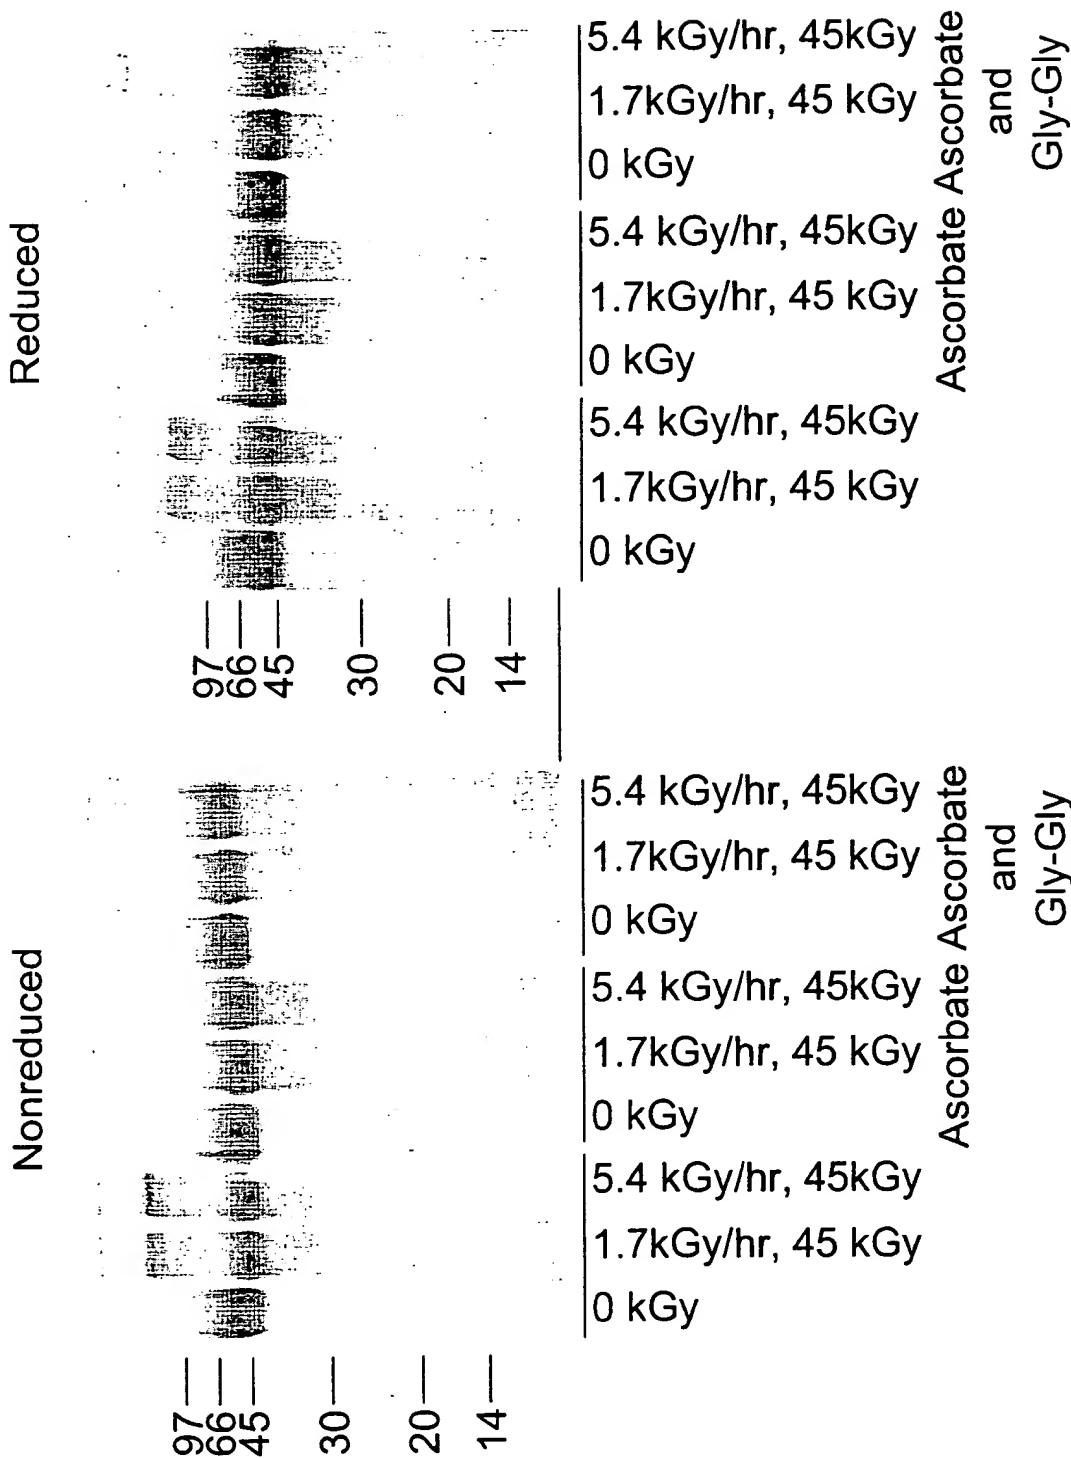 Reduced
97
66
45
30
20
14
0 kGy
1.7kGy/hr, 45 kGy
5.4 kGy/hr, 45kGy
0 kGy
1.7kGy/hr, 45 kGy
5.4 kGy/hr, 45kGy
0 kGy
1.7kGy/hr, 45 kGy
5.4 kGy/hr, 45kGy
Ascorbate
Ascorbate
and
Gly-Gly
Nonreduced
97
66
45
30
20
14
0 kGy
1.7kGy/hr, 45 kGy
5.4 kGy/hr, 45kGy
0 kGy
1.7kGy/hr, 45 kGy
5.4 kGy/hr, 45kGy
0 kGy
1.7kGy/hr, 45 kGy
5.4 kGy/hr, 45kGy
Ascorbate
Ascorbate
and
Gly-Gly